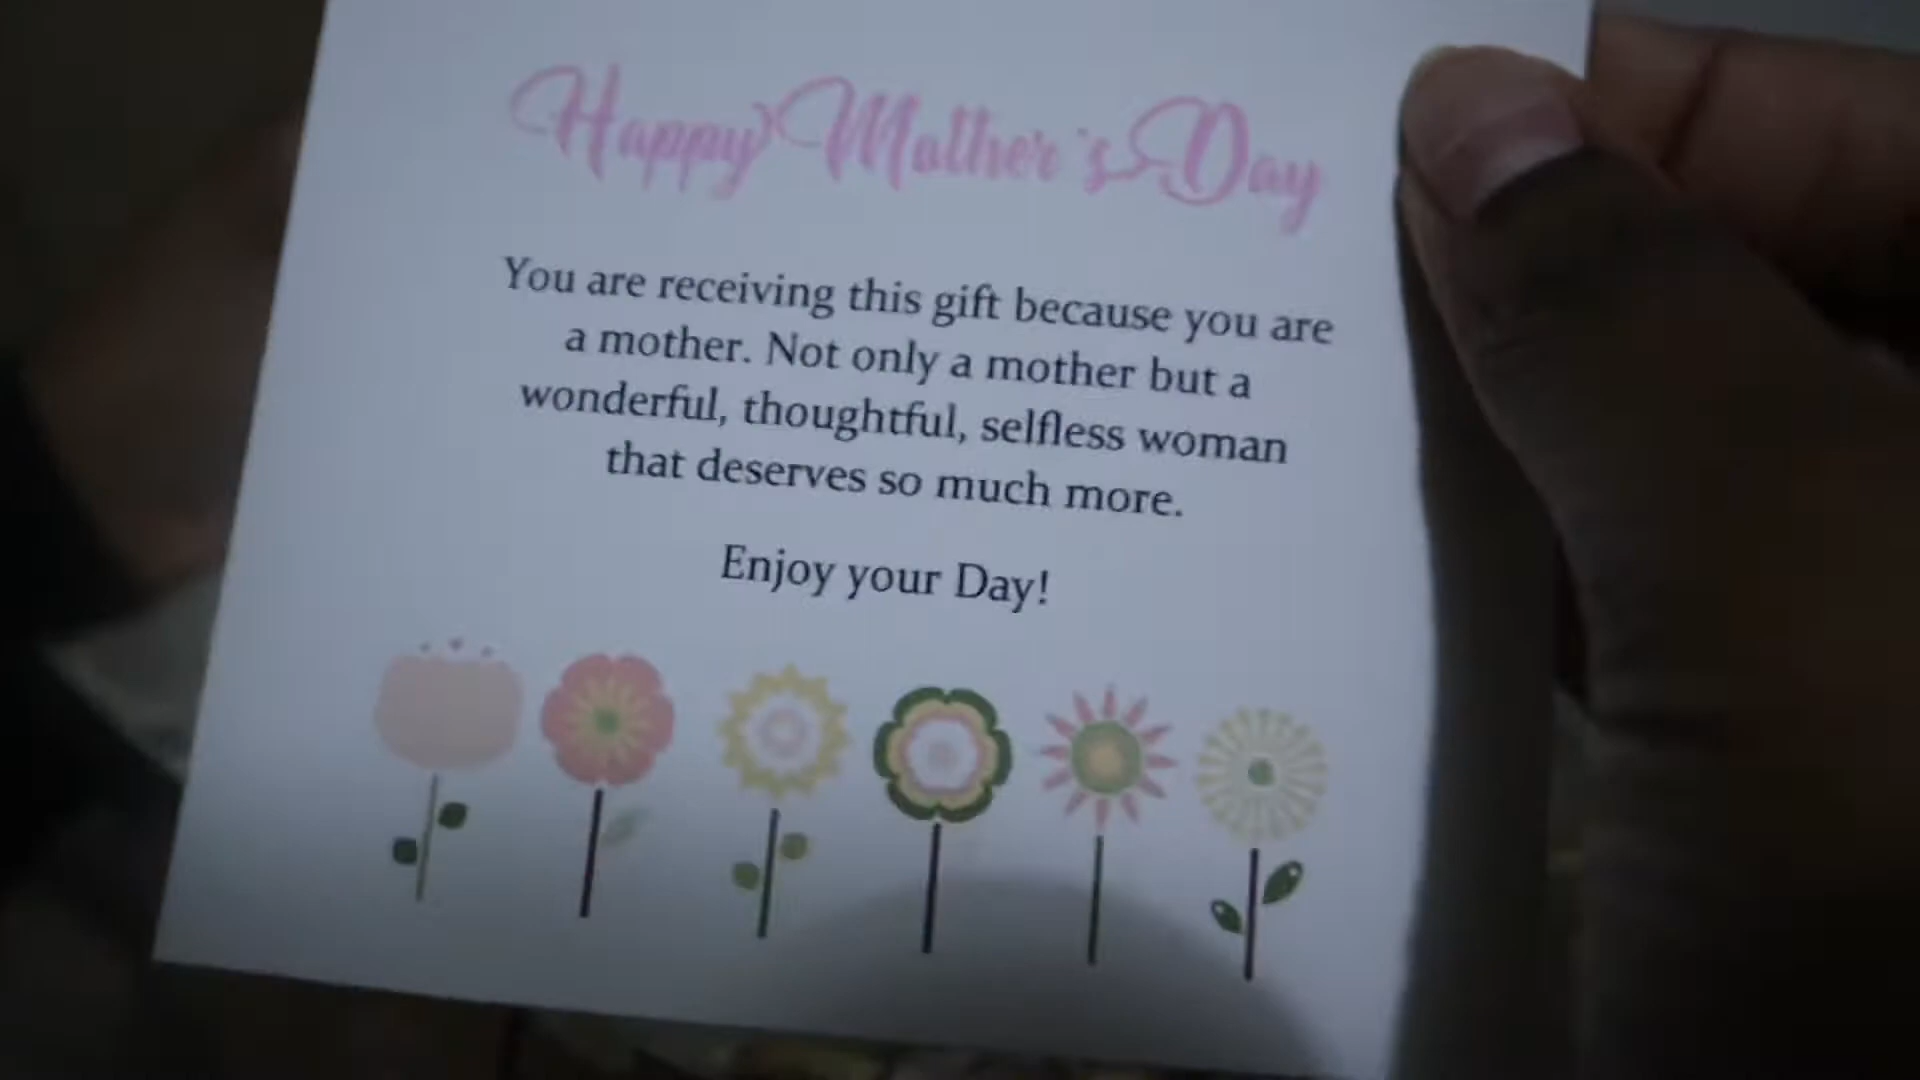 Happy Mother's Day
You are receiving this gift because you are
a mother. Not only a mother but a
wonderful, thoughtful, selfless woman
that deserves so much more.
Enjoy your Day!